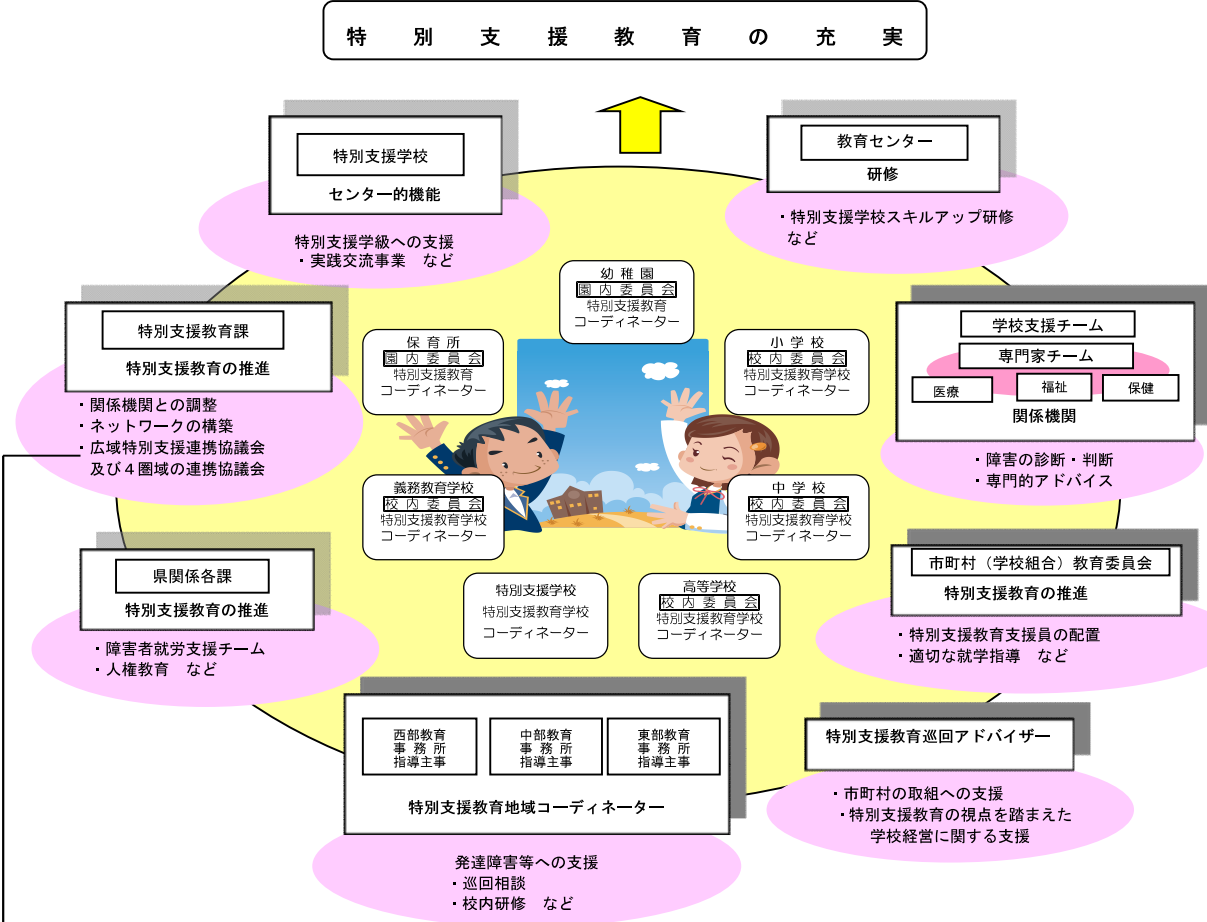 特別支援教育の充実
特別支援学校
センター的機能
特別支援学級への支援
・実践交流事業　など
教育センター
研修
・特別支援学校スキルアップ研修
など
幼稚園
園内委員会
特別支援教育
コーディネーター
特別支援教育課
特別支援教育の推進
・関係機関との調整
・ネットワークの構築
・広域特別支援連携協議会
及び４圏域の連携協議会
保育所
園内委員会
特別支援教育
コーディネーター
小学校
校内委員会
特別支援教育学校
コーディネーター
学校支援チーム
専門家チーム
医療
福祉
保健
関係機関
・障害の診断・判断
・専門的アドバイス
義務教育学校
校内委員会
特別支援教育学校
コーディネーター
中学校
校内委員会
特別支援教育学校
コーディネーター
県関係各課
特別支援教育の推進
・障害者就労支援チーム
・人権教育　など
特別支援学校
特別支援教育学校
コーディネーター
高等学校
校内委員会
特別支援教育学校
コーディネーター
市町村（学校組合）教育委員会
特別支援教育の推進
・特別支援教育支援員の配置
・適切な就学指導　など
西部教育
事務所
指導主事
中部教育
事務所
指導主事
東部教育
事務所
指導主事
特別支援教育地域コーディネーター
発達障害等への支援
・巡回相談
・校内研修　など
特別支援教育巡回アドバイザー
・市町村の取組への支援
・特別支援教育の視点を踏まえた
学校経営に関する支援